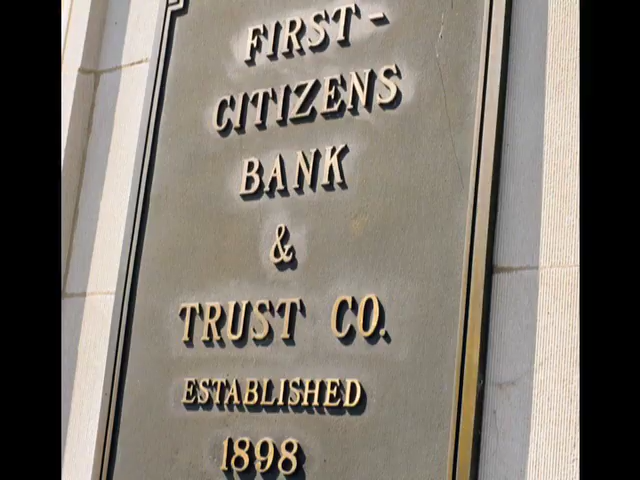 FIRST-
CITIZENS
BANK
&
TRUST CO.
ESTABLISHED
1898